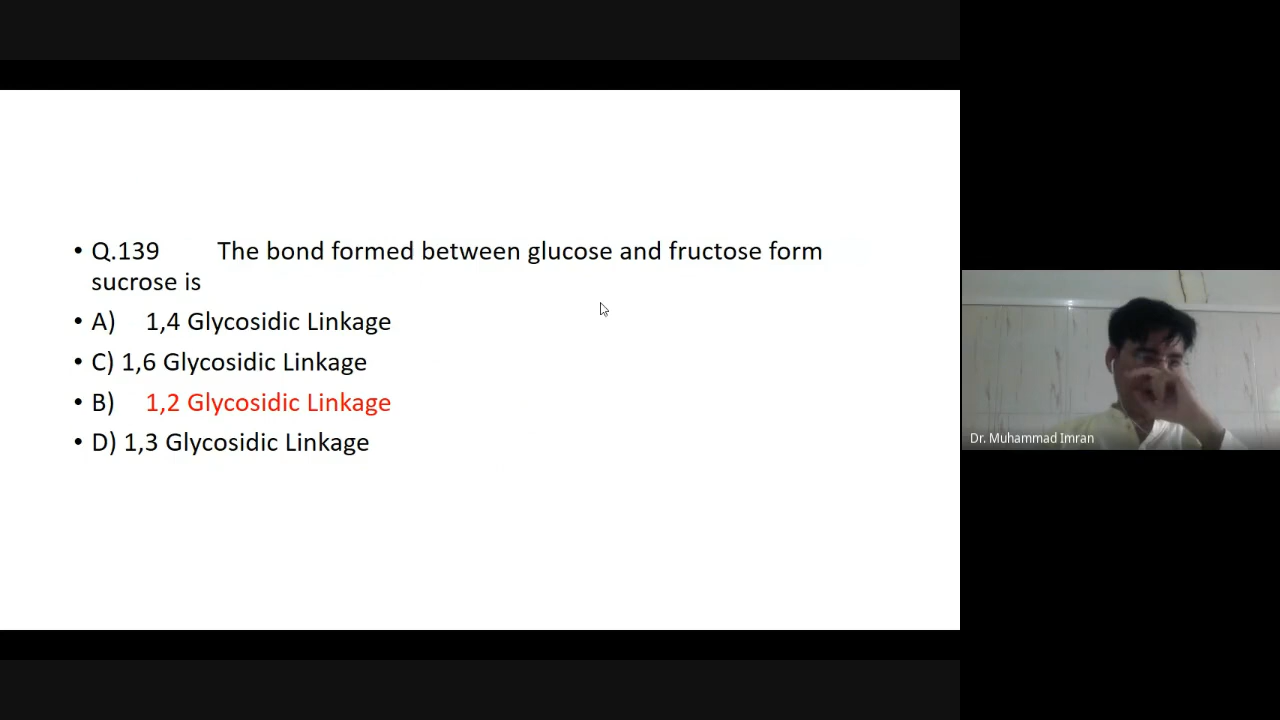 • Q.139 The bond formed between glucose and fructose form
sucrose is
• A) 1,4 Glycosidic Linkage
• C) 1,6 Glycosidic Linkage
• B) 1,2 Glycosidic Linkage
• D) 1,3 Glycosidic Linkage
Dr. Muhammad Imran